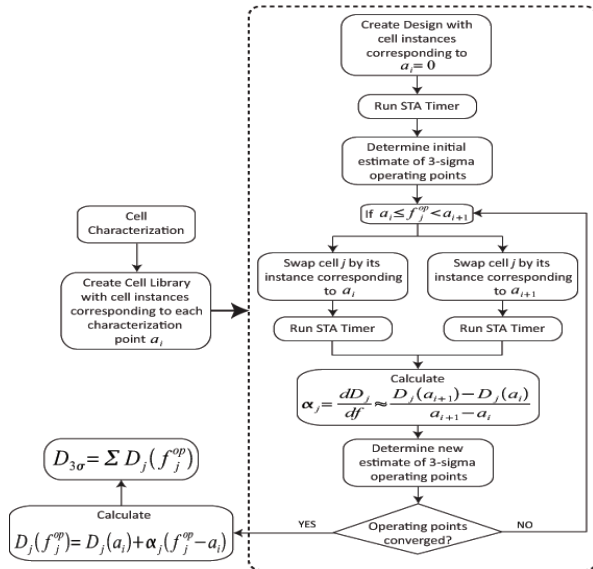 Cell
Characterization
Create Cell Library
with cell instances
corresponding to each
characterization
point aᵢ
Create Design with
cell instances
corresponding to
aᵢ=0
Run STA Timer
Determine initial
estimate of 3-sigma
operating points
If aᵢ≤fⱼᵒᵖ<aᵢ₊₁
Swap cell j by its
instance corresponding
to aᵢ
Swap cell j by its
instance corresponding
to aᵢ₊₁
Run STA Timer
Run STA Timer
Calculate
αⱼ = dDⱼ/df ≈ (Dⱼ(aᵢ₊₁)−Dⱼ(aᵢ))/(aᵢ₊₁−aᵢ)
Determine new
estimate of 3-sigma
operating points
Operating points
converged?
YES
NO
Calculate
Dⱼ(fⱼᵒᵖ)=Dⱼ(aᵢ)+αⱼ(fⱼᵒᵖ−aᵢ)
D₃σ=Σ Dⱼ(fⱼᵒᵖ)